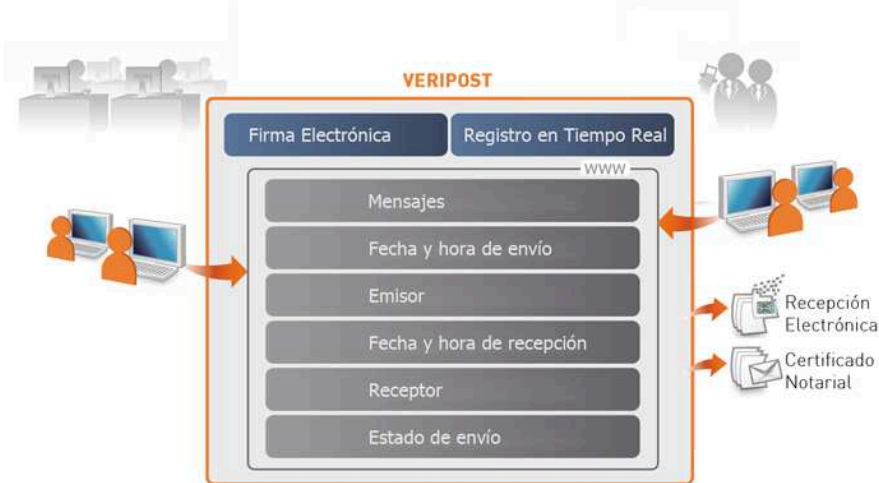 VERIPOST
Firma Electrónica
Registro en Tiempo Real
www
Mensajes
Fecha y hora de envío
Emisor
Fecha y hora de recepción
Receptor
Estado de envío
Recepción
Electrónica
Certificado
Notarial